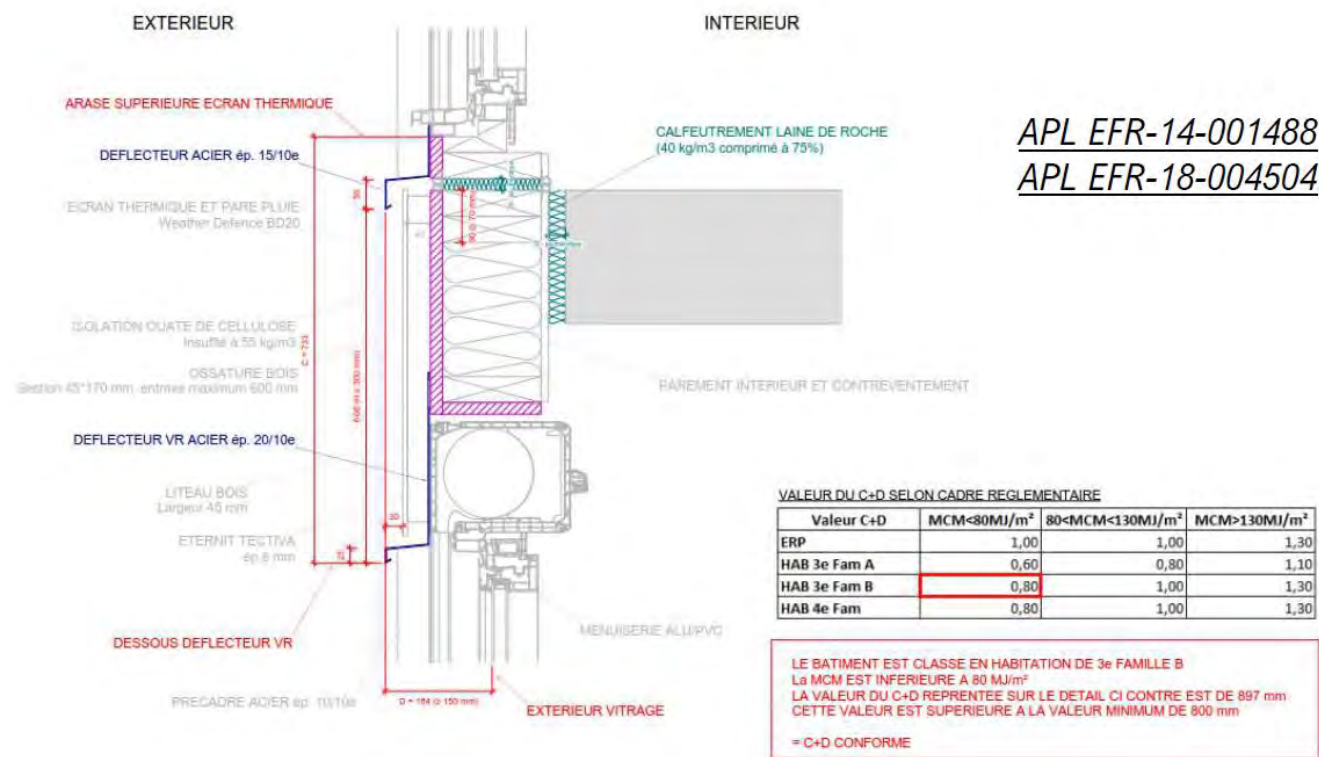 EXTERIEUR
INTERIEUR
ARASE SUPERIEURE ECRAN THERMIQUE
DEFLECTEUR ACIER ép. 15/10e
ECRAN THERMIQUE ET PARE PLUIE
Weather Defence BD20
ISOLATION OUATE DE CELLULOSE
Insufflé à 55 kg/m3
OSSATURE BOIS
45*170 mm, entraxe maximum 600 mm
DEFLECTEUR VR ACIER ép. 20/10e
LITEAU BOIS
Largeur 45 mm
ETERNIT TECTIVA
ép 8 mm
DESSOUS DEFLECTEUR VR
PRECADRE ACIER ép. 10/10e
C = 733
50
30
25
D = 164 (≥ 150 mm)
EXTERIEUR VITRAGE
CALFEUTREMENT LAINE DE ROCHE
(40 kg/m3 comprimé à 75%)
PAREMENT INTERIEUR ET CONTREVENTEMENT
MENUISERIE ALU/PVC
APL EFR-14-001488
APL EFR-18-004504
VALEUR DU C+D SELON CADRE REGLEMENTAIRE
Valeur C+D MCM<80MJ/m² 80<MCM<130MJ/m² MCM>130MJ/m²
ERP 1,00 1,00 1,30
HAB 3e Fam A 0,60 0,80 1,10
HAB 3e Fam B 0,80 1,00 1,30
HAB 4e Fam 0,80 1,00 1,30
LE BATIMENT EST CLASSE EN HABITATION DE 3e FAMILLE B
La MCM EST INFERIEURE A 80 MJ/m²
LA VALEUR DU C+D REPRENTEE SUR LE DETAIL CI CONTRE EST DE 897 mm
CETTE VALEUR EST SUPERIEURE A LA VALEUR MINIMUM DE 800 mm
= C+D CONFORME